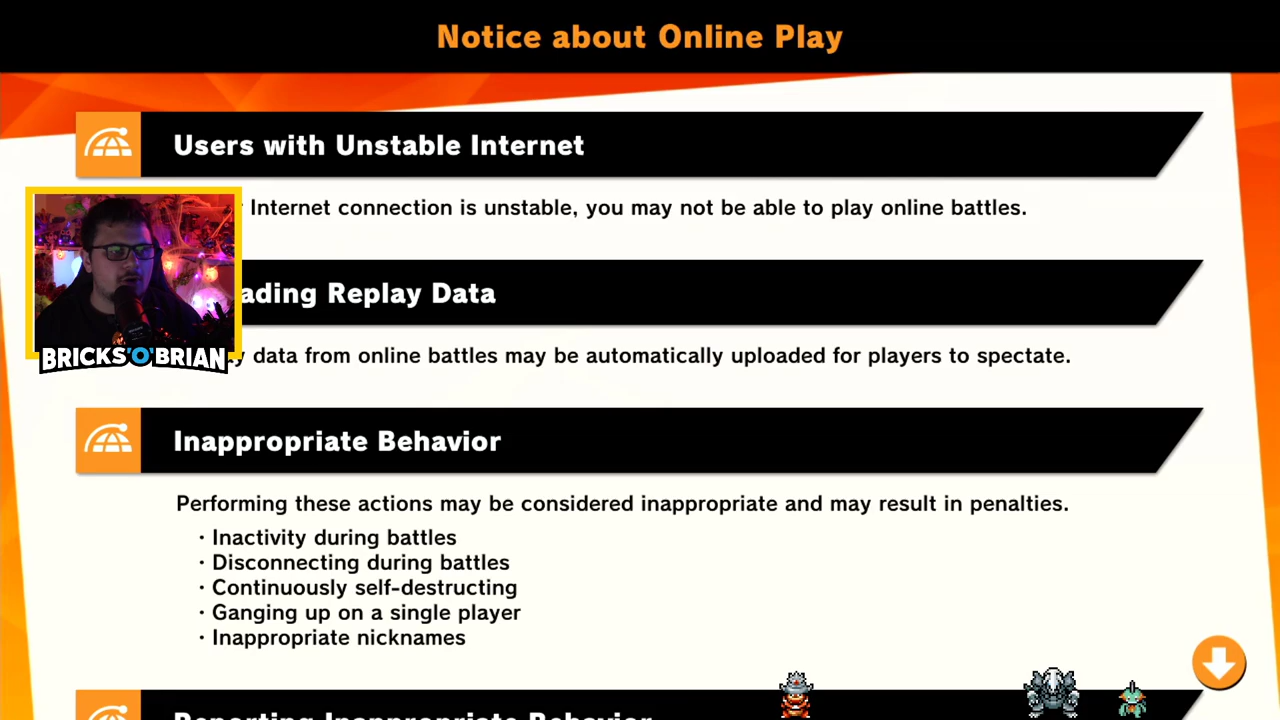 Notice about Online Play
Users with Unstable Internet
Internet connection is unstable, you may not be able to play online battles.
Replay Data
data from online battles may be automatically uploaded for players to spectate.
BRICKS'O'BRIAN
Inappropriate Behavior
Performing these actions may be considered inappropriate and may result in penalties.
· Inactivity during battles
· Disconnecting during battles
· Continuously self-destructing
· Ganging up on a single player
· Inappropriate nicknames
Reporting Inappropriate Behavior